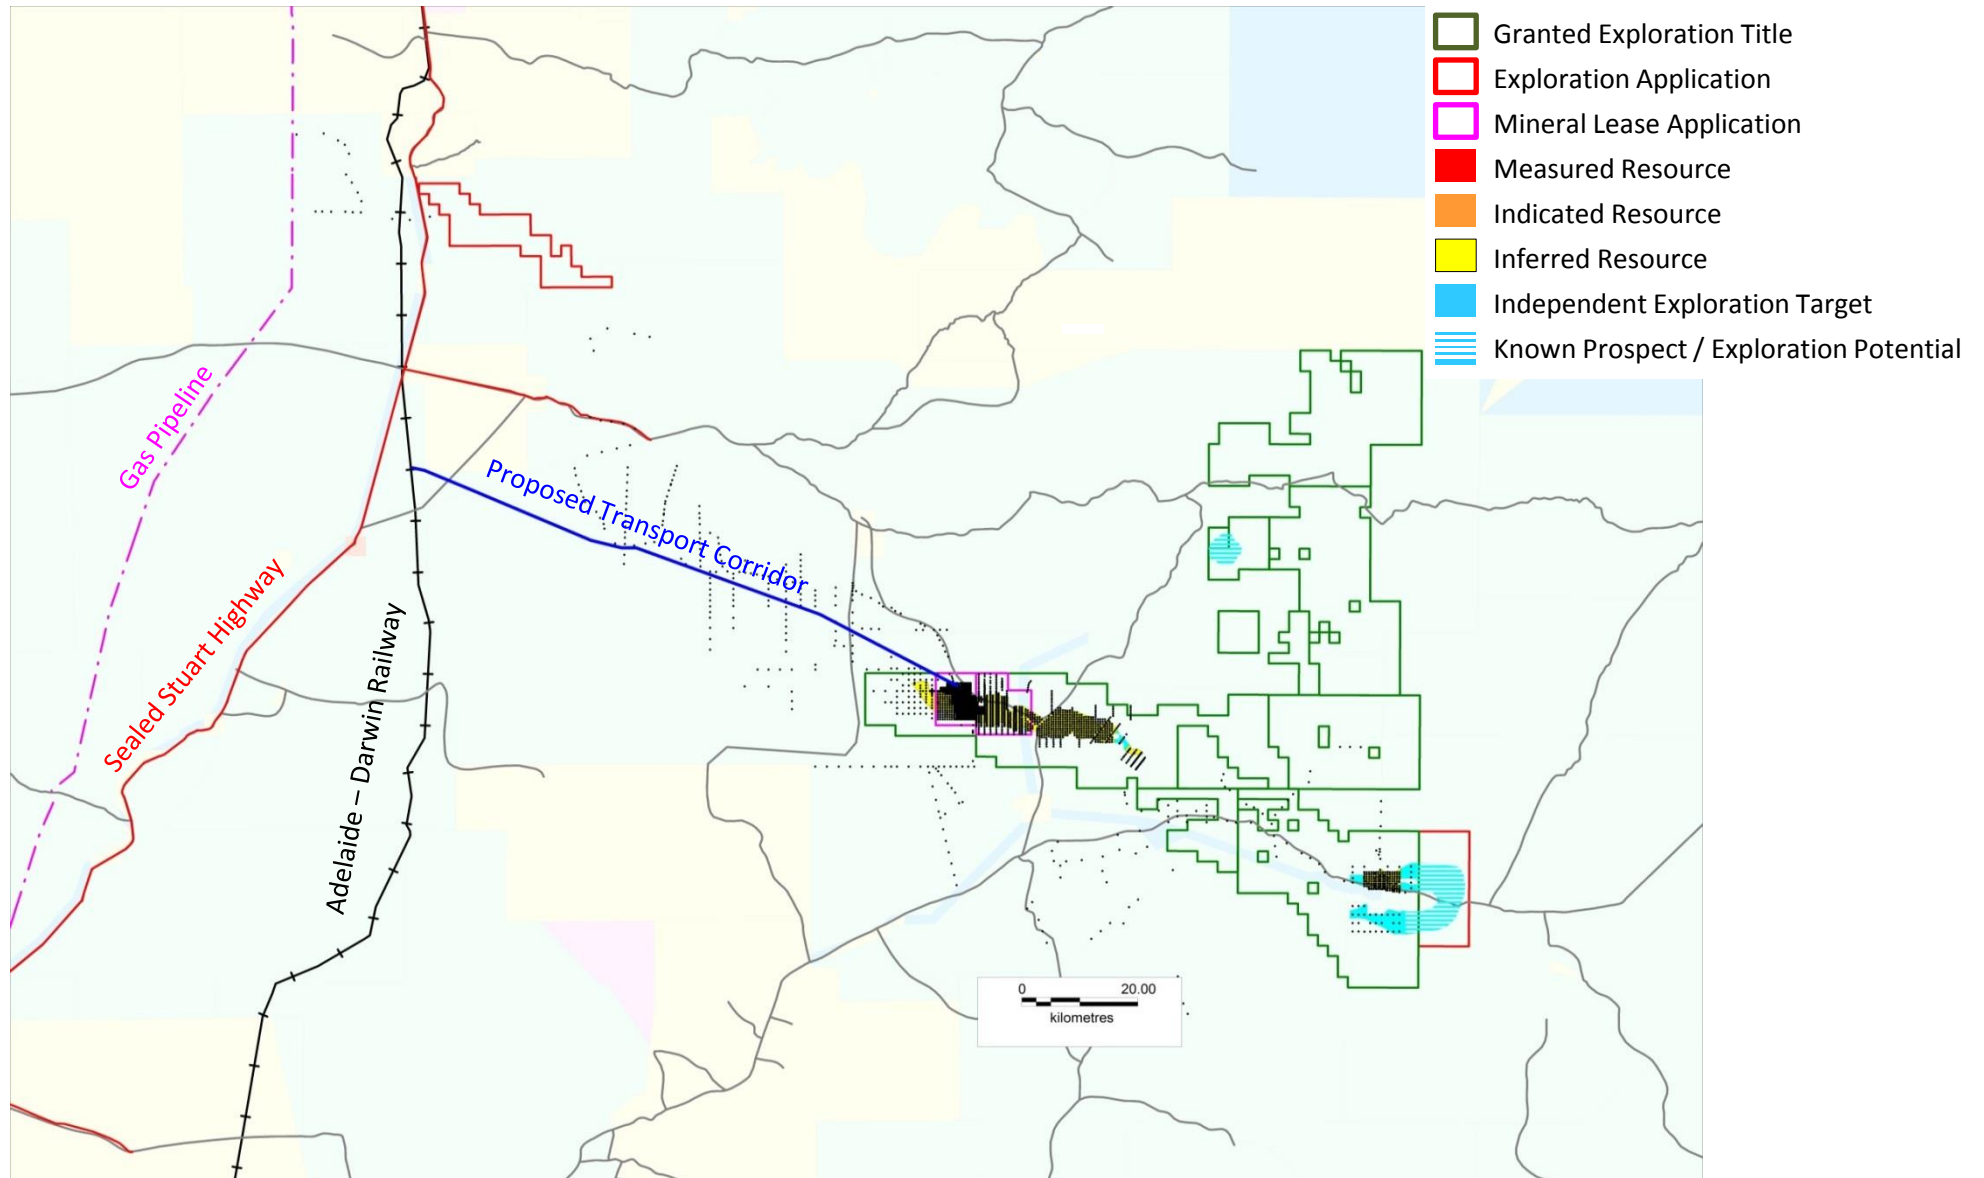 Granted Exploration Title
Exploration Application
Mineral Lease Application
Measured Resource
Indicated Resource
Inferred Resource
Independent Exploration Target
Known Prospect / Exploration Potential
Gas Pipeline
Proposed Transport Corridor
Sealed Stuart Highway
Adelaide – Darwin Railway
0 20.00
kilometres